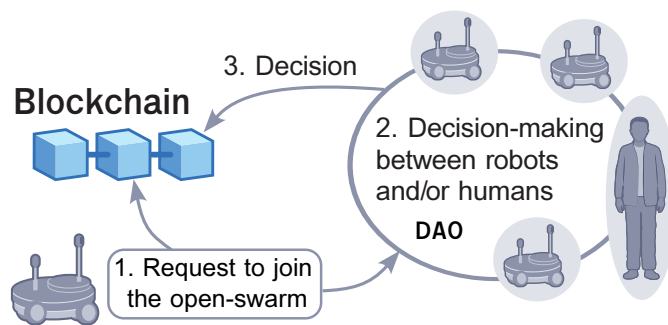 3. Decision
Blockchain
2. Decision-making
between robots
and/or humans
DAO
1. Request to join
the open-swarm